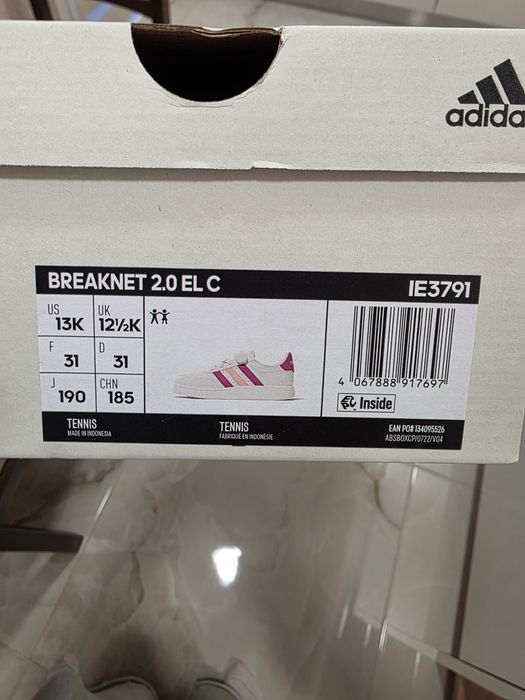 adidas
BREAKNET 2.0 EL C
IE3791
US 13K
UK 12½K
F 31
D 31
J 190
CHN 185
4 067888 917697
Inside
TENNIS
MADE IN INDONESIA
TENNIS
FABRIQUÉ EN INDONÉSIE
EAN PO# 134095526
ABSBOXCP/0722/V04